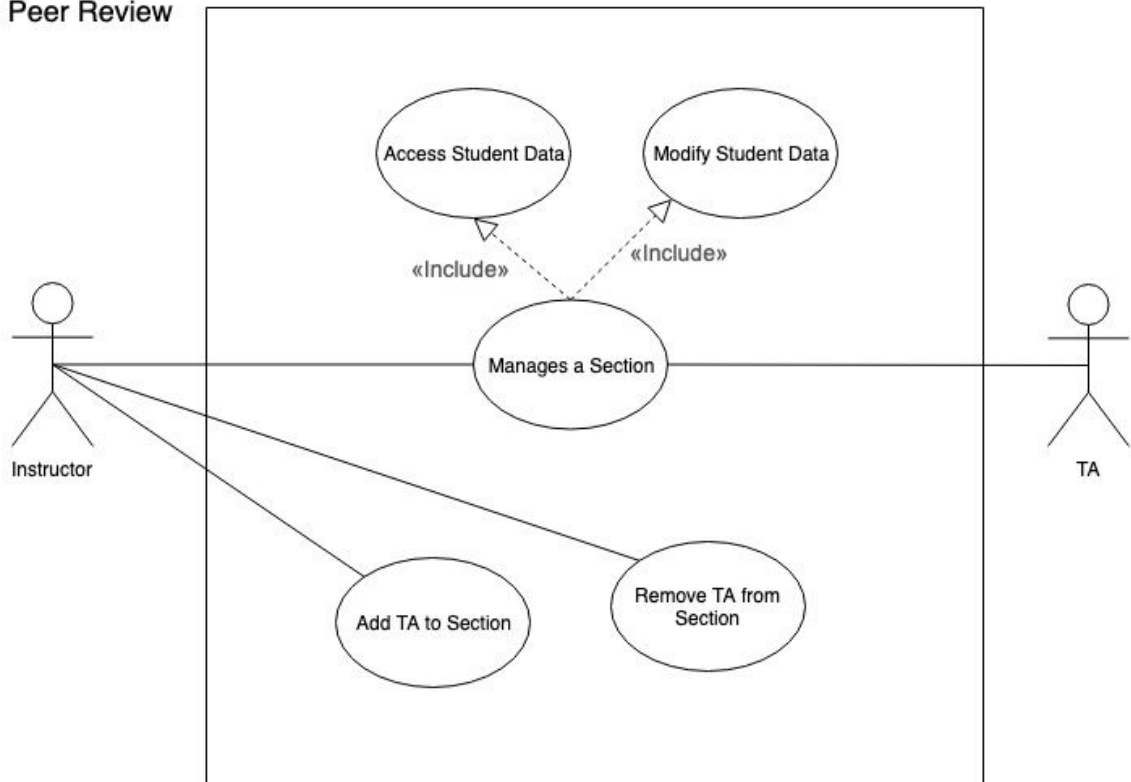 Peer Review
Access Student Data
Modify Student Data
«Include»
«Include»
Manages a Section
Instructor
TA
Add TA to Section
Remove TA from
Section